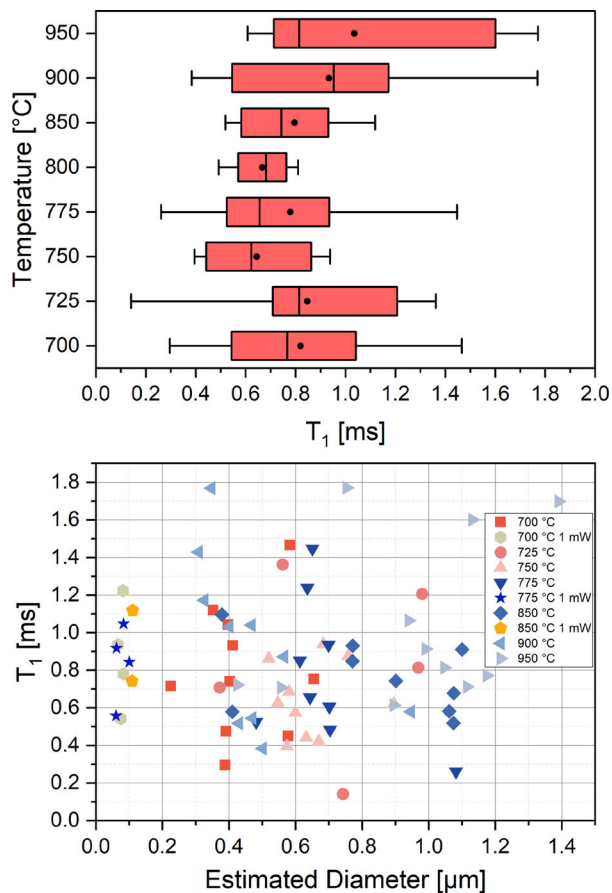 950
900
850
800
775
750
725
700
Temperature [°C]
0.0 0.2 0.4 0.6 0.8 1.0 1.2 1.4 1.6 1.8 2.0
T₁ [ms]
1.8
1.6
1.4
1.2
1.0
0.8
0.6
0.4
0.2
0.0
T₁ [ms]
700 °C
700 °C 1 mW
725 °C
750 °C
775 °C
775 °C 1 mW
850 °C
850 °C 1 mW
900 °C
950 °C
0.0 0.2 0.4 0.6 0.8 1.0 1.2 1.4
Estimated Diameter [µm]